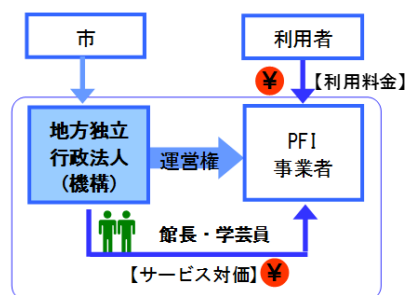 市
利用者
¥
【利用料金】
地方独立
行政法人
(機構)
運営権
PFI
事業者
館長・学芸員
【サービス対価】
¥